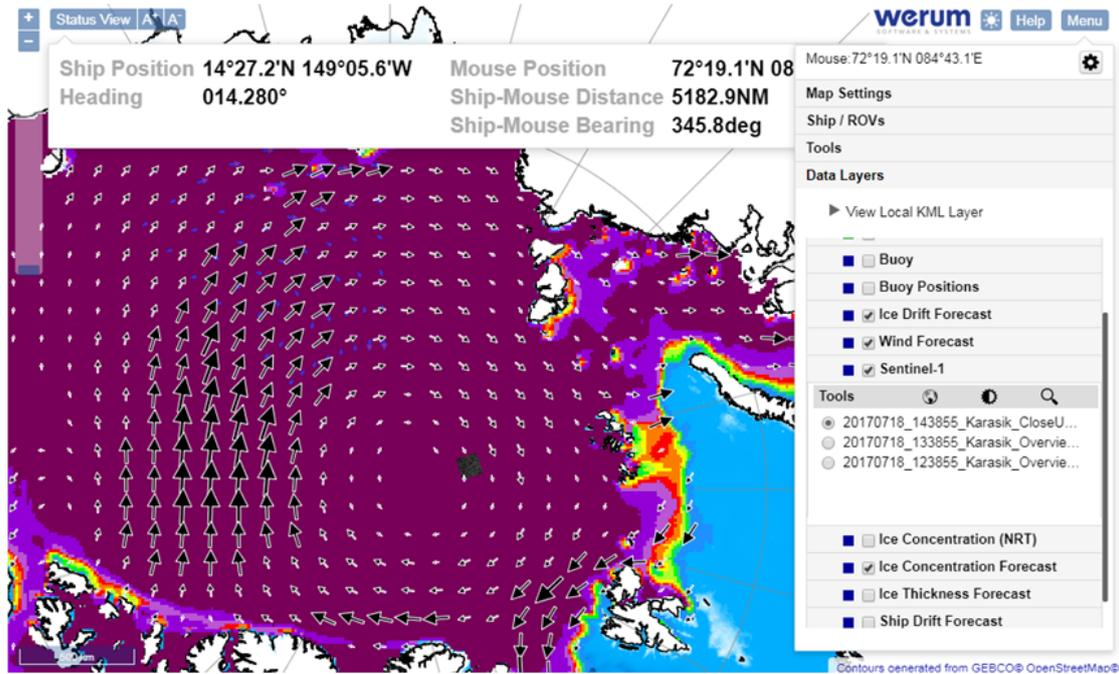 +
−
Status View A⁺ A⁻
werum
SOFTWARE & SYSTEMS
Help
Menu
Ship Position 14°27.2'N 149°05.6'W
Heading 014.280°
Mouse Position 72°19.1'N 08
Ship-Mouse Distance 5182.9NM
Ship-Mouse Bearing 345.8deg
Mouse:72°19.1'N 084°43.1'E
Map Settings
Ship / ROVs
Tools
Data Layers
View Local KML Layer
Buoy
Buoy Positions
Ice Drift Forecast
Wind Forecast
Sentinel-1
Tools
20170718_143855_Karasik_CloseU...
20170718_133855_Karasik_Overvie...
20170718_123855_Karasik_Overvie...
Ice Concentration (NRT)
Ice Concentration Forecast
Ice Thickness Forecast
Ship Drift Forecast
500 km
Contours generated from GEBCO© OpenStreetMap©